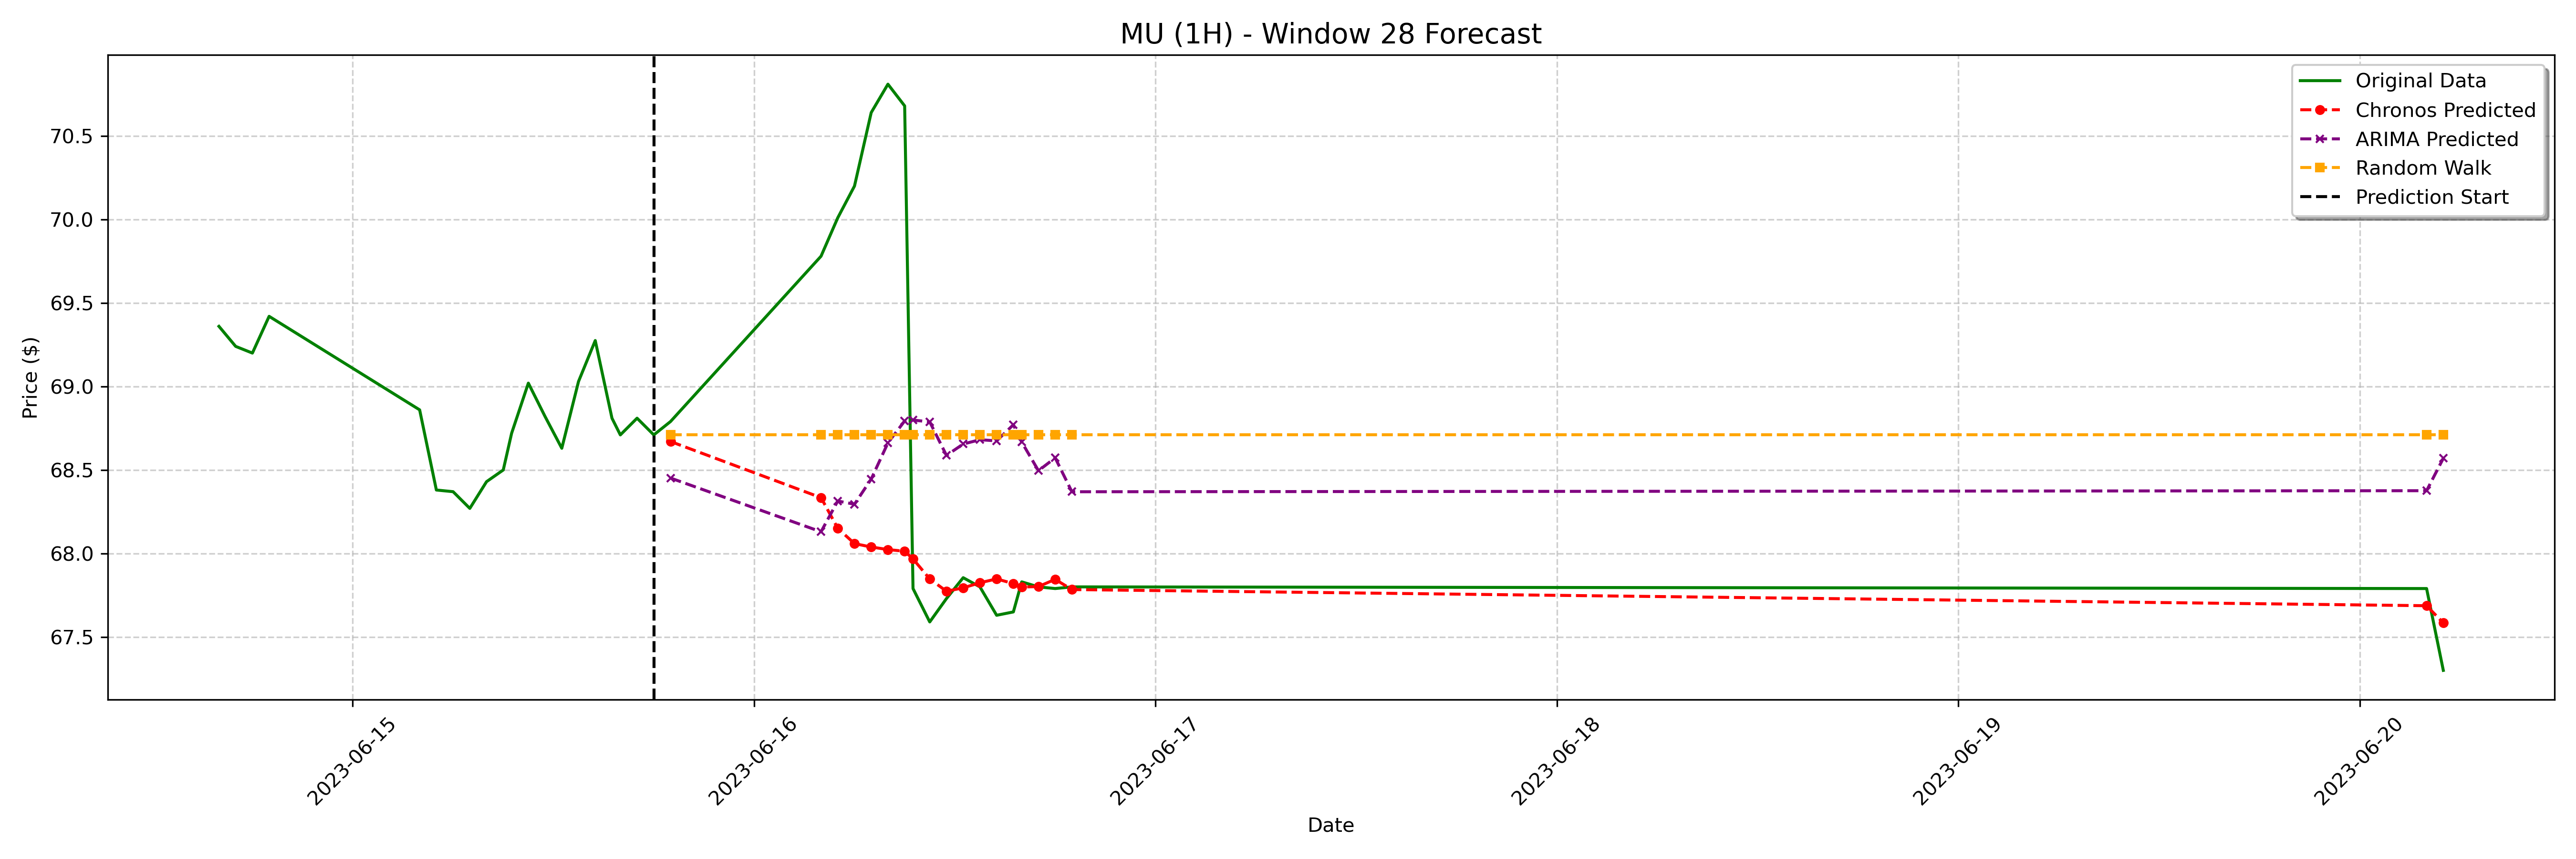 MU (1H) - Window 28 Forecast
Original Data
Chronos Predicted
ARIMA Predicted
Random Walk
Prediction Start
Price ($)
70.5
70.0
69.5
69.0
68.5
68.0
67.5
2023-06-15
2023-06-16
2023-06-17
2023-06-18
2023-06-19
2023-06-20
Date